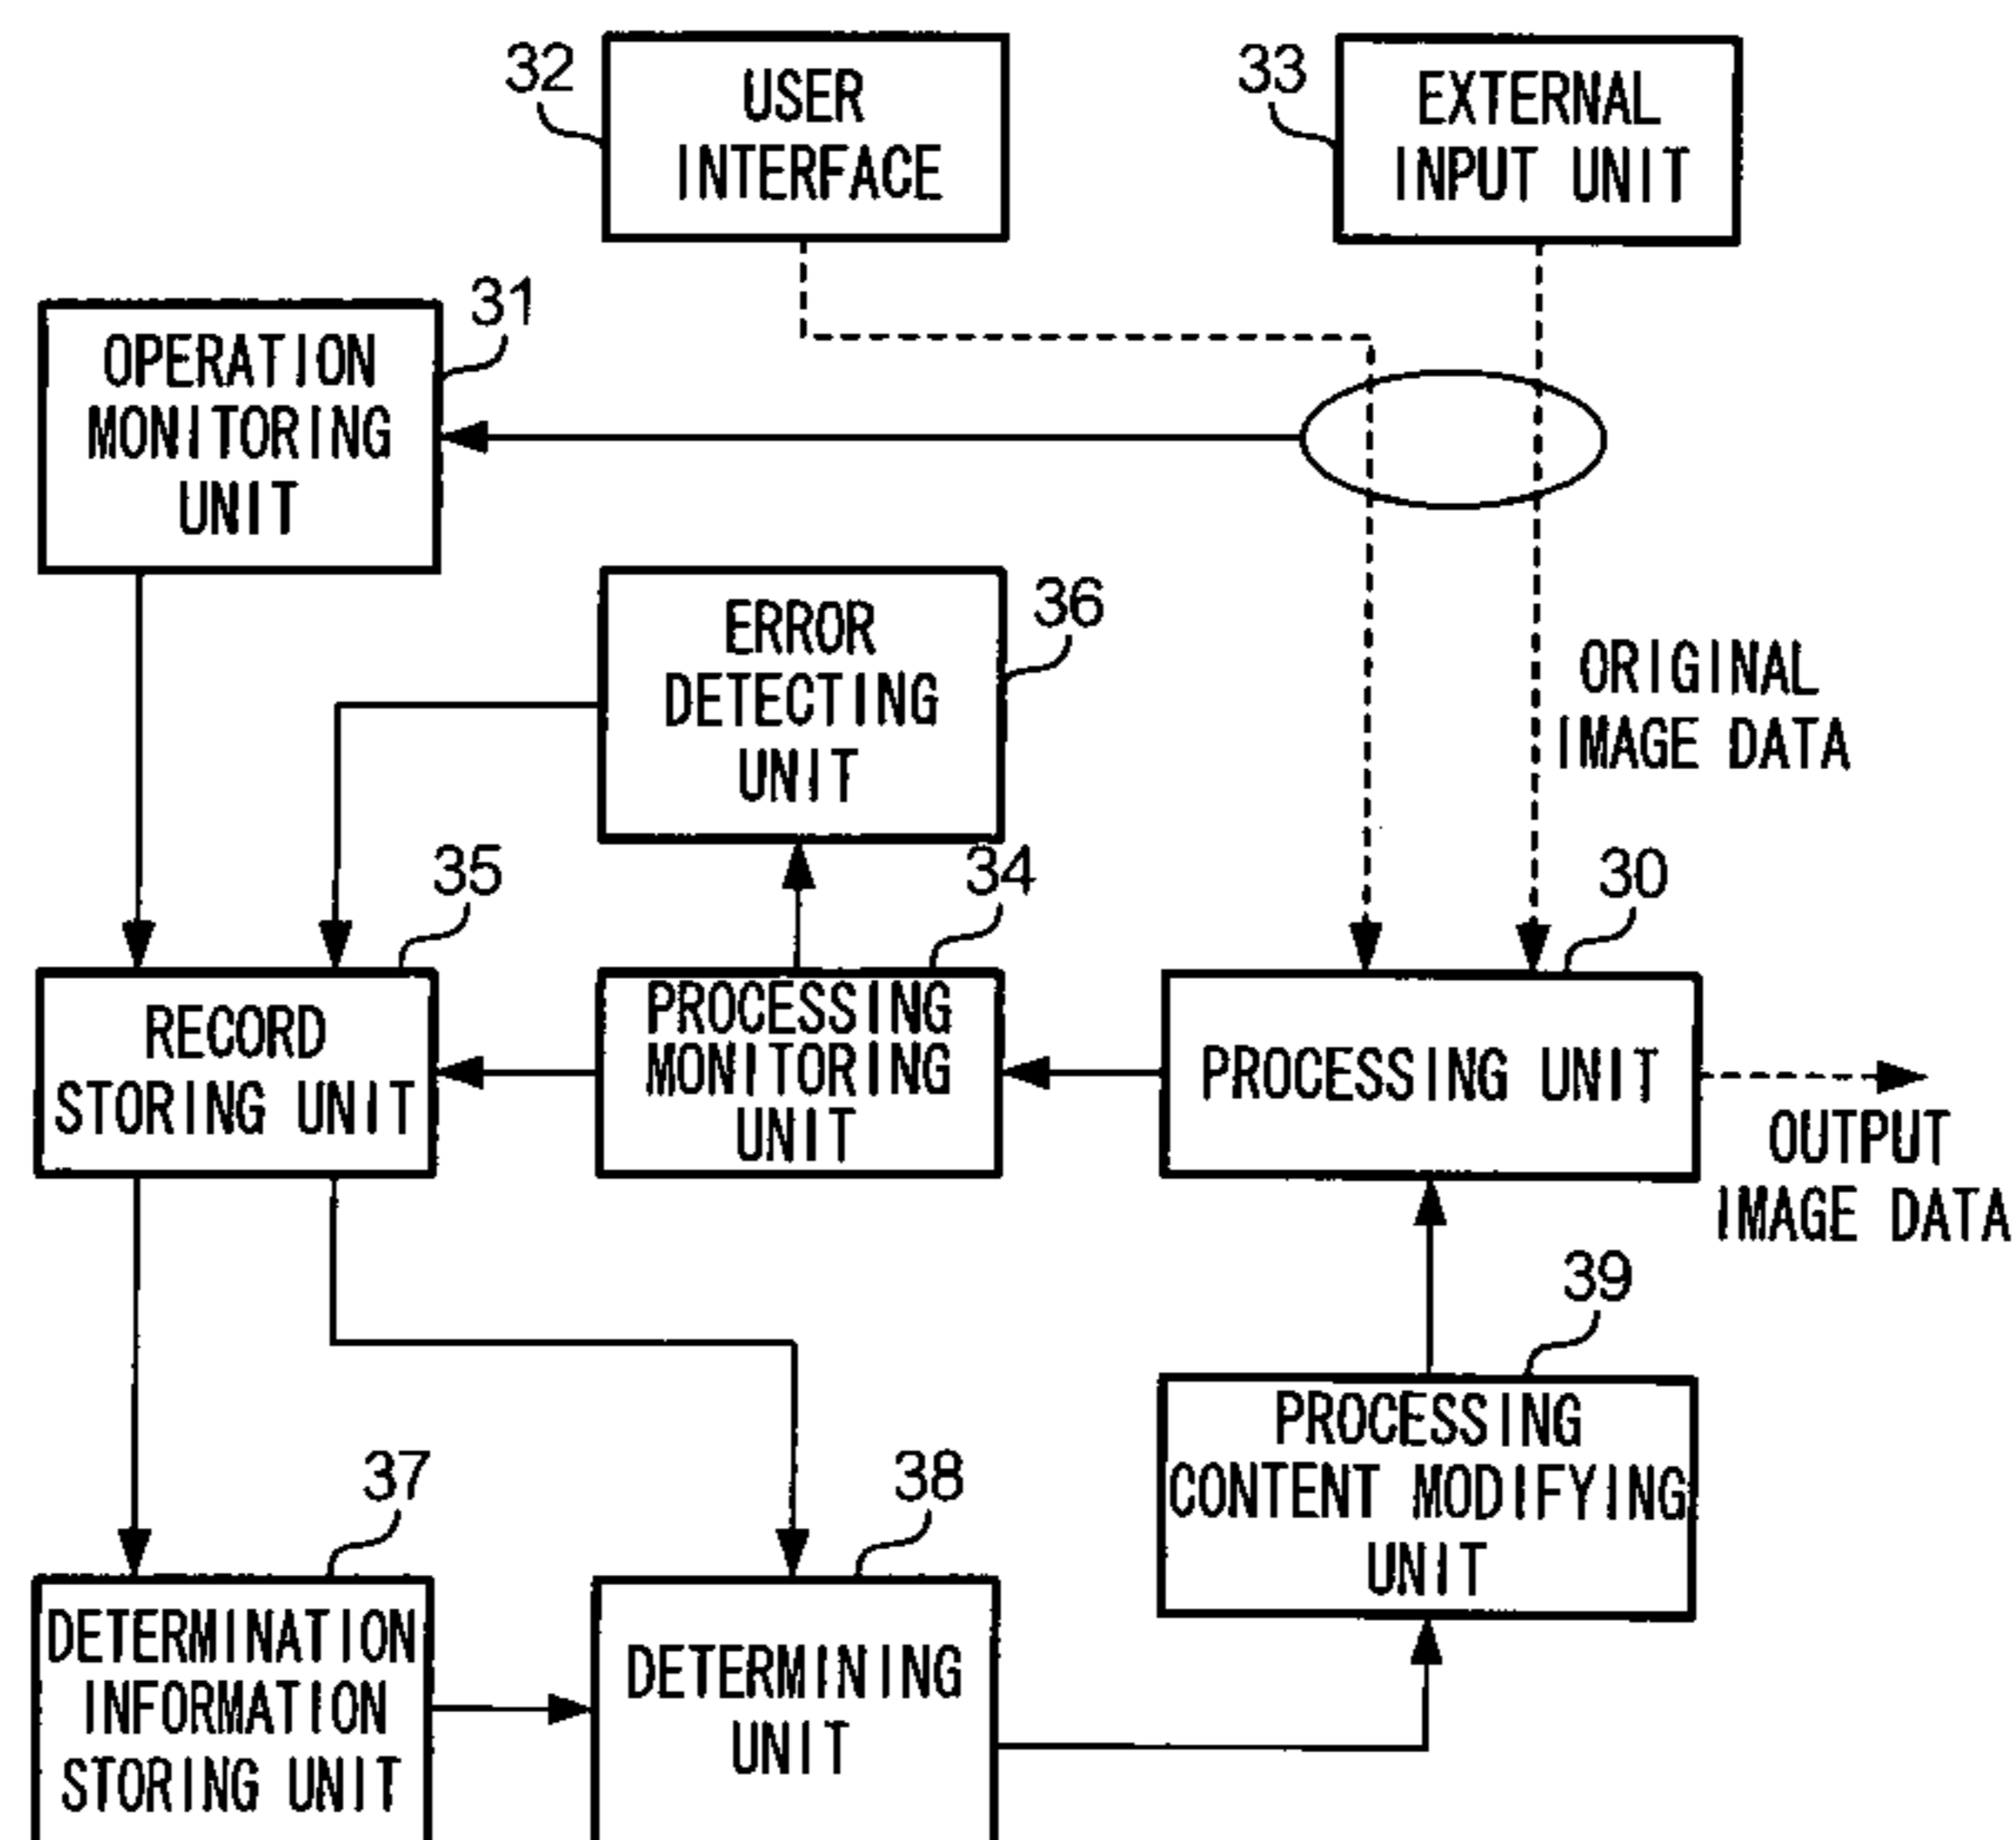 32
USER
INTERFACE
33
EXTERNAL
INPUT UNIT
31
OPERATION
MONITORING
UNIT
36
ERROR
DETECTING
UNIT
ORIGINAL
IMAGE DATA
35
RECORD
STORING UNIT
34
PROCESSING
MONITORING
UNIT
30
PROCESSING UNIT
OUTPUT
IMAGE DATA
39
PROCESSING
CONTENT MODIFYING
UNIT
37
DETERMINATION
INFORMATION
STORING UNIT
38
DETERMINING
UNIT